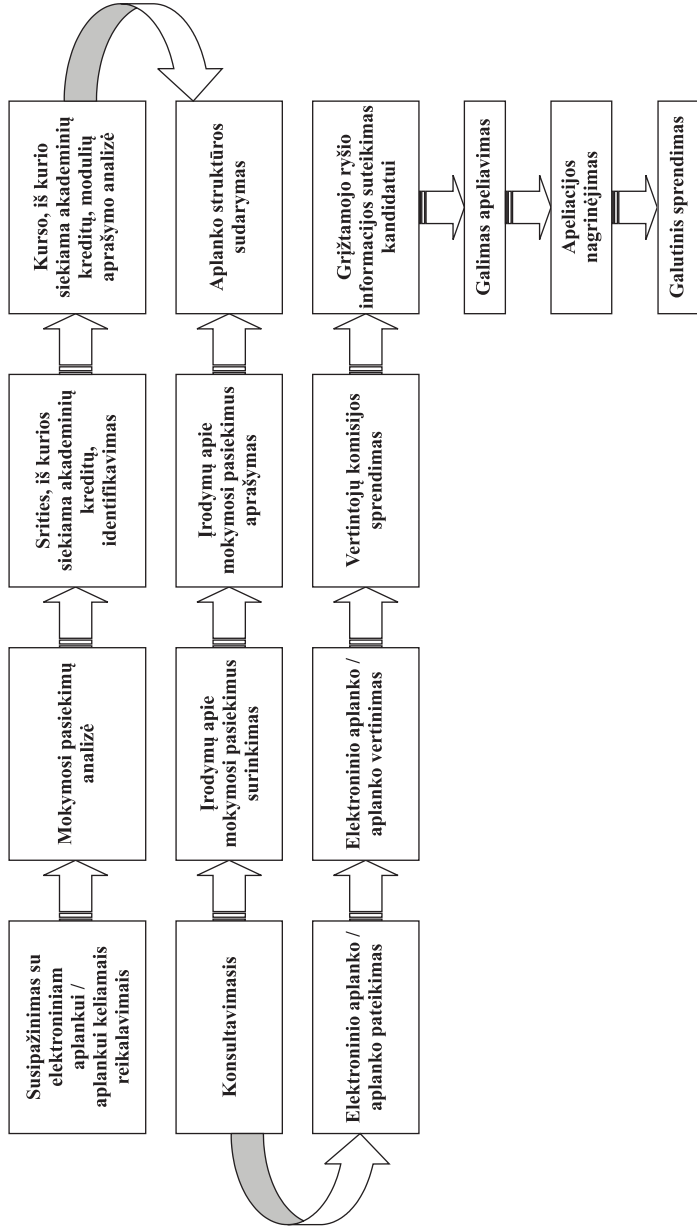 Susipažinimas su
elektroniniam
aplankui /
aplankui keliamais
reikalavimais
Mokymosi pasiekimų
analizė
Srities, iš kurios
siekiama akademinių
kreditų,
identifikavimas
Kurso, iš kurio
siekiama akademinių
kreditų, modulių
aprašymo analizė
Konsultavimasis
Įrodymų apie
mokymosi pasiekimus
surinkimas
Įrodymų apie
mokymosi pasiekimus
aprašymas
Aplanko struktūros
sudarymas
Elektroninio aplanko /
aplanko pateikimas
Elektroninio aplanko /
aplanko vertinimas
Vertintojų komisijos
sprendimas
Grįžtamojo ryšio
informacijos suteikimas
kandidatui
Galimas apeliavimas
Apeliacijos
nagrinėjimas
Galutinis sprendimas